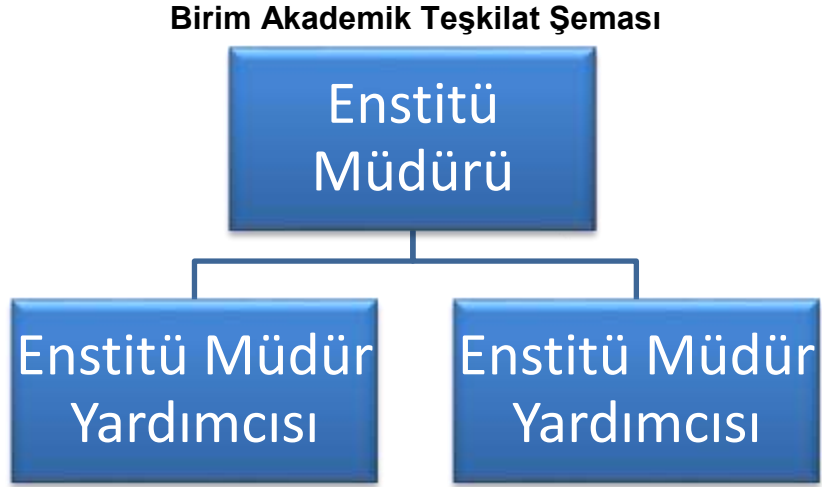 Birim Akademik Teşkilat Şeması
Enstitü
Müdürü
Enstitü Müdür
Yardımcısı
Enstitü Müdür
Yardımcısı